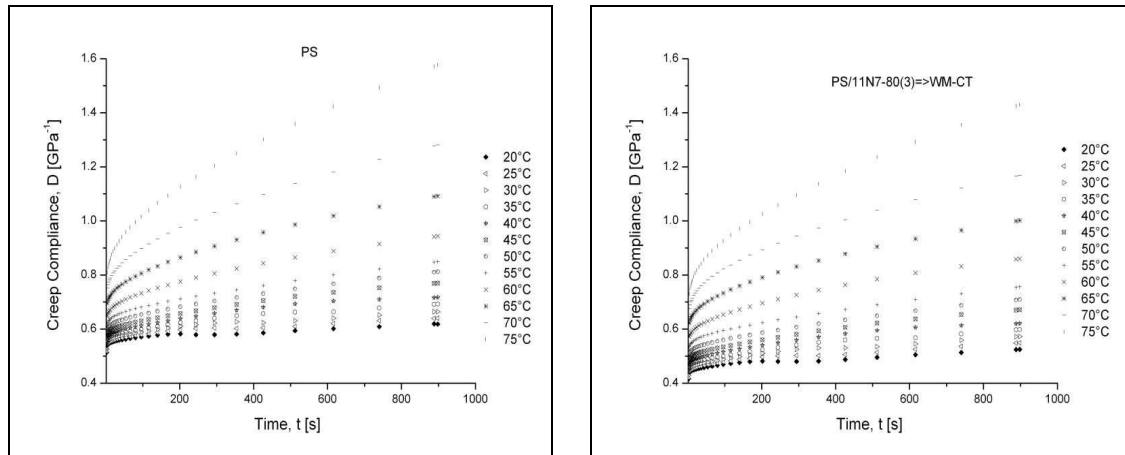 PS
1.6
1.4
1.2
1.0
0.8
0.6
0.4
Creep Compliance, D [GPa⁻¹]
200
400
600
800
1000
Time, t [s]
20°C
25°C
30°C
35°C
40°C
45°C
50°C
55°C
60°C
65°C
70°C
75°C
PS/11N7-80(3)=>WM-CT
1.6
1.4
1.2
1.0
0.8
0.6
0.4
Creep Compliance, D [GPa⁻¹]
200
400
600
800
1000
Time, t [s]
20°C
25°C
30°C
35°C
40°C
45°C
50°C
55°C
60°C
65°C
70°C
75°C